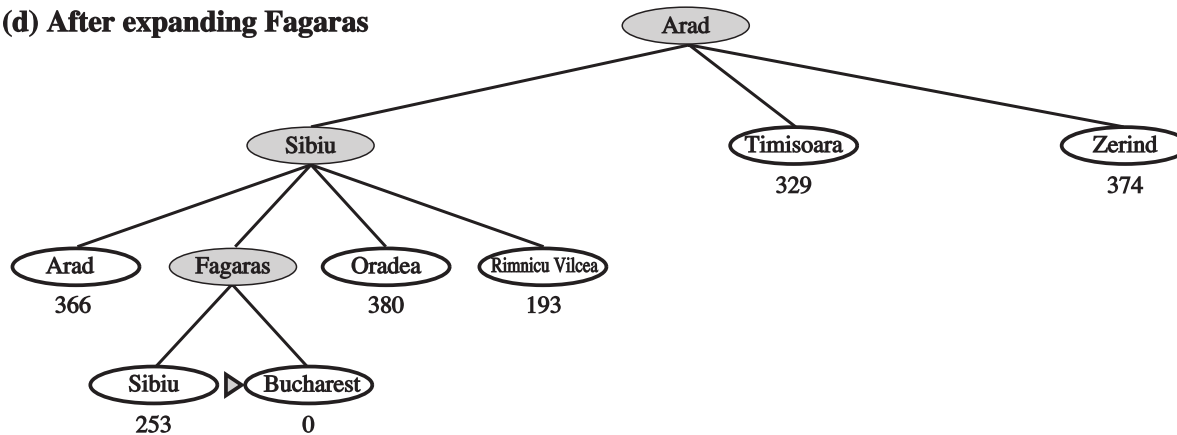 (d) After expanding Fagaras
Arad
Sibiu
Timisoara
Zerind
329
374
Arad
Fagaras
Oradea
Rimnicu Vilcea
366
380
193
Sibiu
Bucharest
253
0